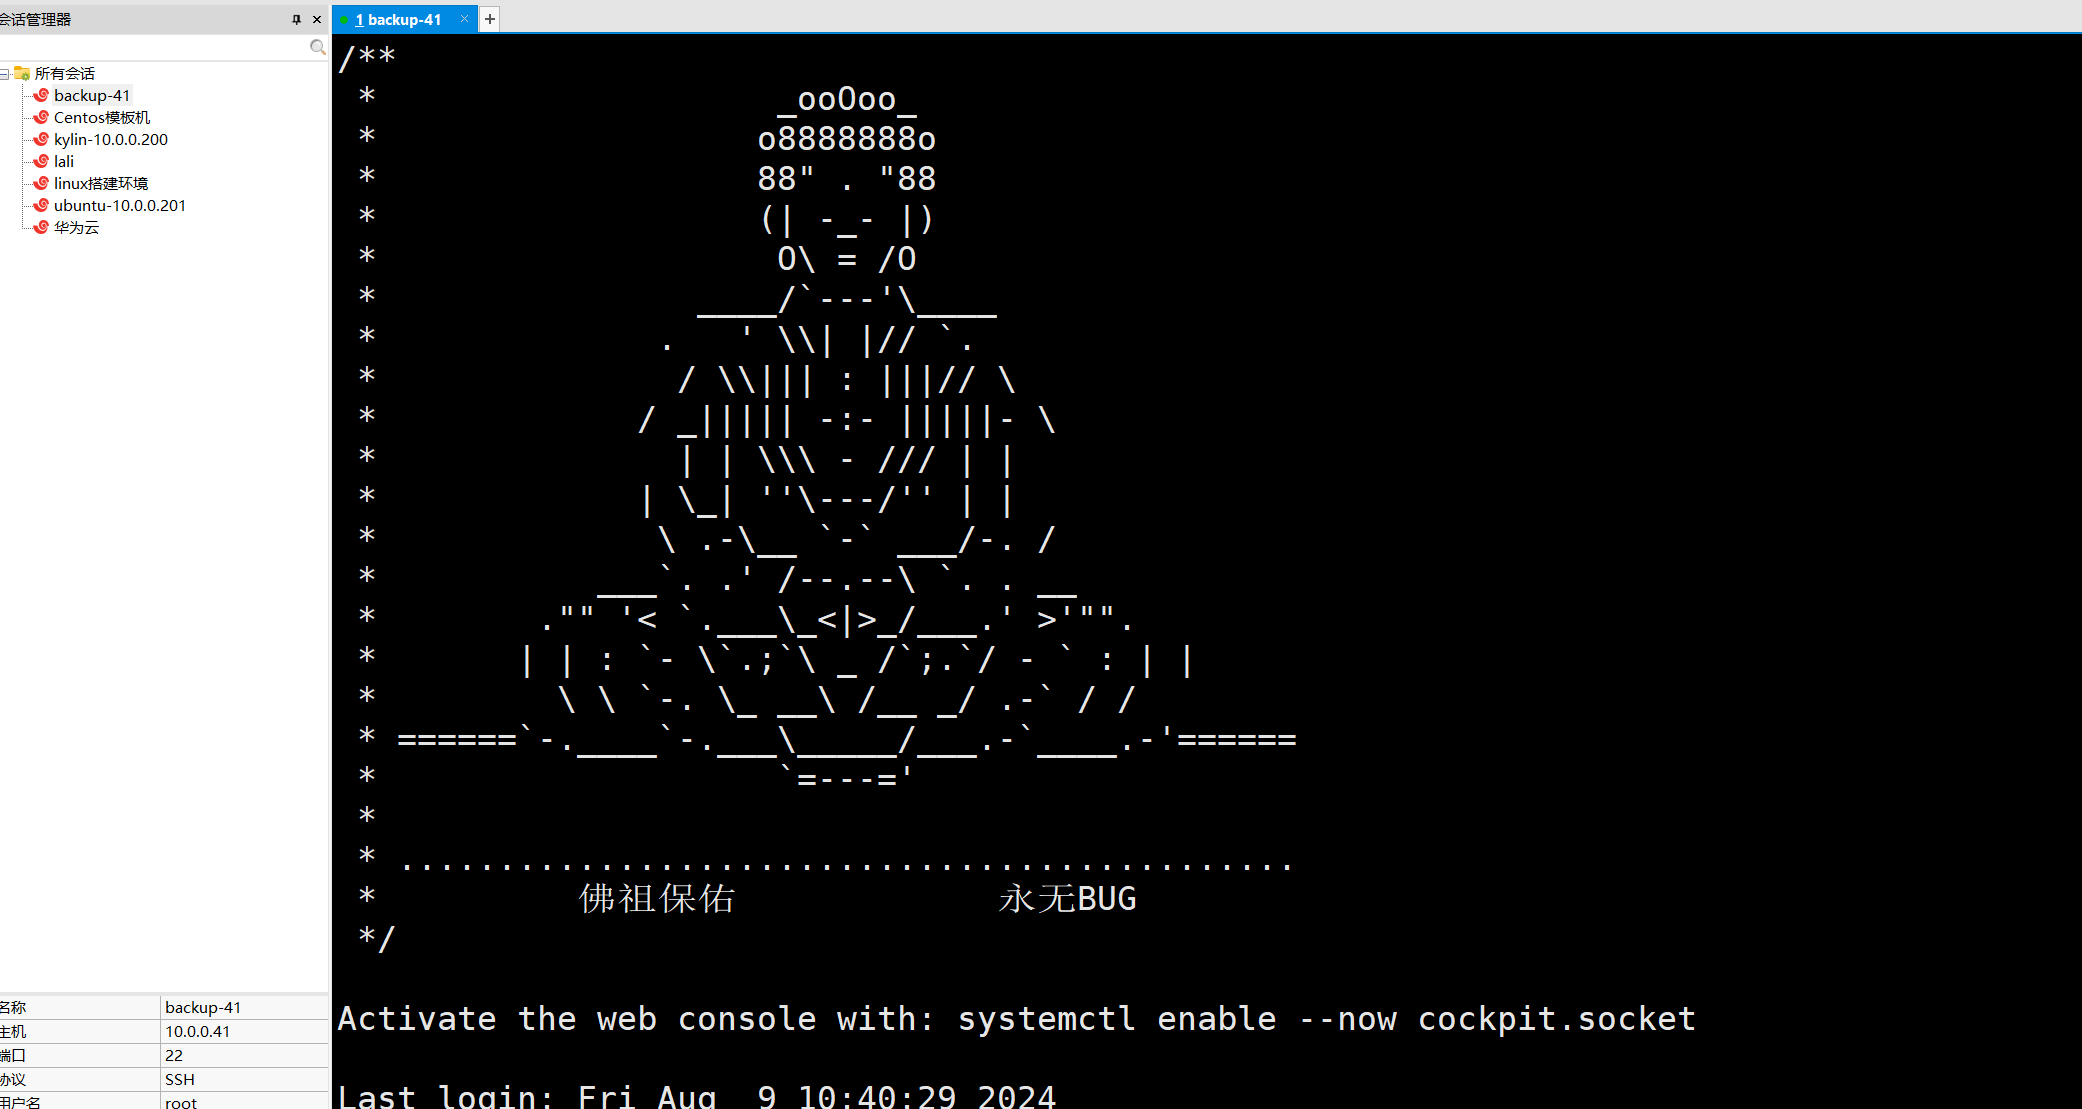 会话管理器
所有会话
backup-41
Centos模板机
kylin-10.0.0.200
lali
linux搭建环境
ubuntu-10.0.0.201
华为云
名称 backup-41
主机 10.0.0.41
端口 22
协议 SSH
用户名 root
1 backup-41
/**
 *                    _ooOoo_
 *                   o8888888o
 *                   88" . "88
 *                   (| -_- |)
 *                    O\ = /O
 *                ____/`---'\____
 *              .   ' \\| |// `.
 *               / \\||| : |||// \
 *             / _||||| -:- |||||- \
 *               | | \\\ - /// | |
 *             | \_| ''\---/'' | |
 *              \ .-\__ `-` ___/-. /
 *           ___`. .' /--.--\ `. . __
 *        ."" '< `.___\_<|>_/___.' >'"".
 *       | | : `- \`.;`\ _ /`;.`/ - ` : | |
 *         \ \ `-. \_ __\ /__ _/ .-` / /
 * ======`-.____`-.___\______/___.-`____.-'======
 *                    `=---='
 *
 * .............................................
 *          佛祖保佑             永无BUG
 */
Activate the web console with: systemctl enable --now cockpit.socket
Last login: Fri Aug  9 10:40:29 2024